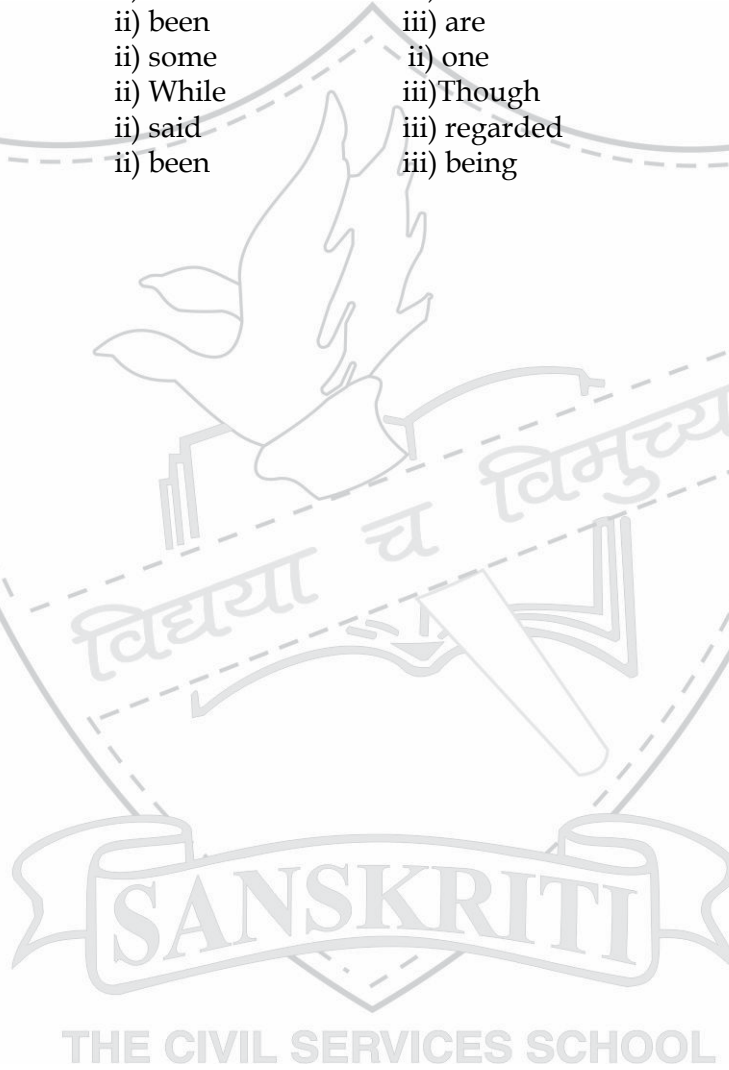 ii) been iii) are
ii) some ii) one
ii) While iii)Though
ii) said iii) regarded
ii) been iii) being
विद्यया च विमुच्य
SANSKRITI
THE CIVIL SERVICES SCHOOL